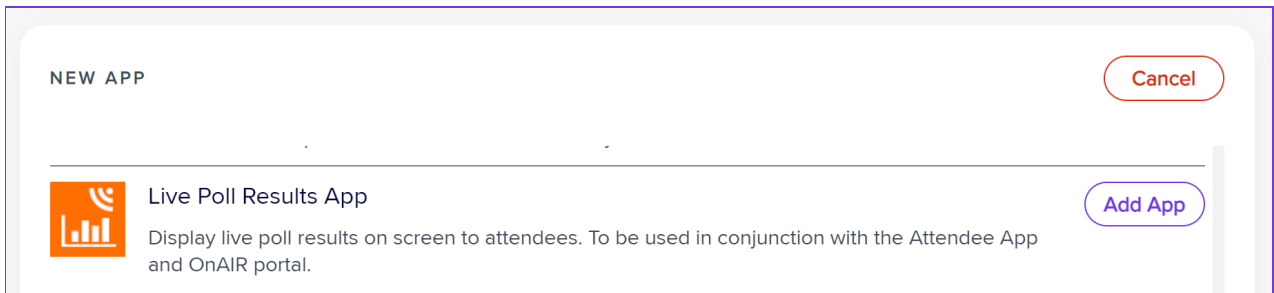 NEW APP
Cancel
Live Poll Results App
Add App
Display live poll results on screen to attendees. To be used in conjunction with the Attendee App
and OnAIR portal.